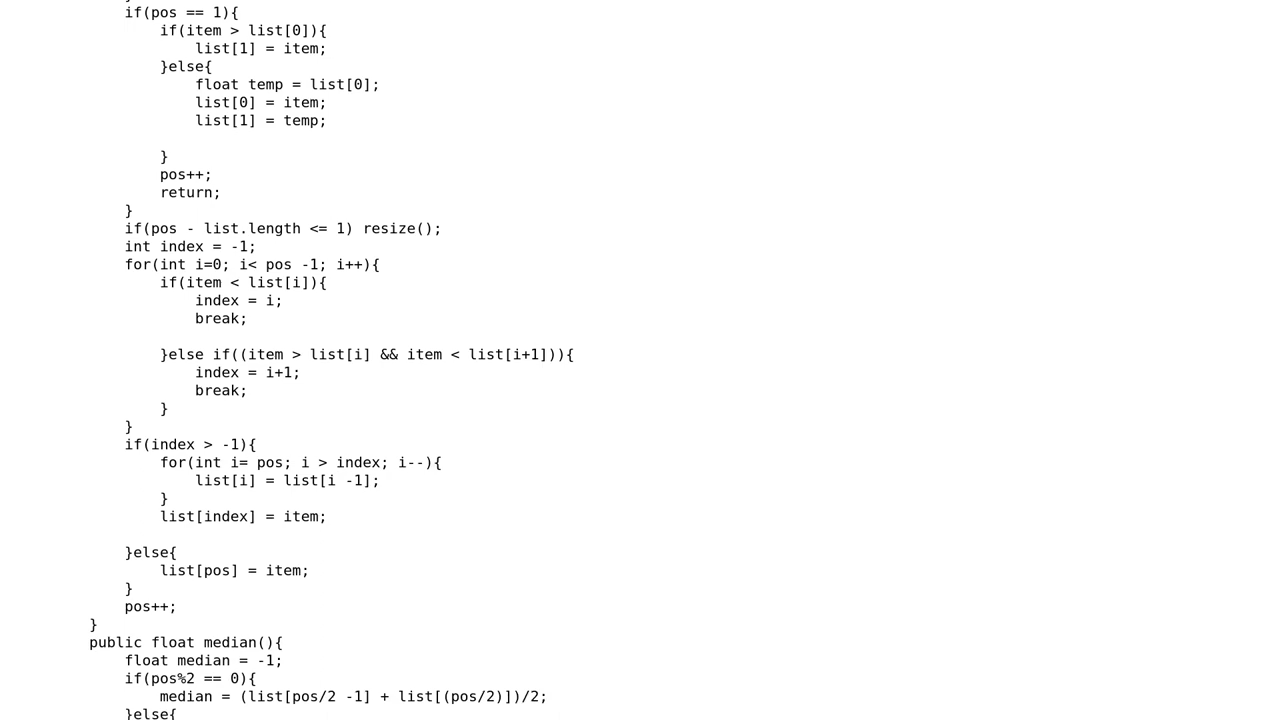 if(pos == 1){
if(item > list[0]){
list[1] = item;
}else{
float temp = list[0];
list[0] = item;
list[1] = temp;
}
pos++;
return;
}
if(pos - list.length <= 1) resize();
int index = -1;
for(int i=0; i< pos -1; i++){
if(item < list[i]){
index = i;
break;
}else if((item > list[i] && item < list[i+1])){
index = i+1;
break;
}
}
if(index > -1){
for(int i= pos; i > index; i--){
list[i] = list[i -1];
}
list[index] = item;
}else{
list[pos] = item;
}
pos++;
}
public float median(){
float median = -1;
if(pos%2 == 0){
median = (list[pos/2 -1] + list[(pos/2)])/2;
}else{